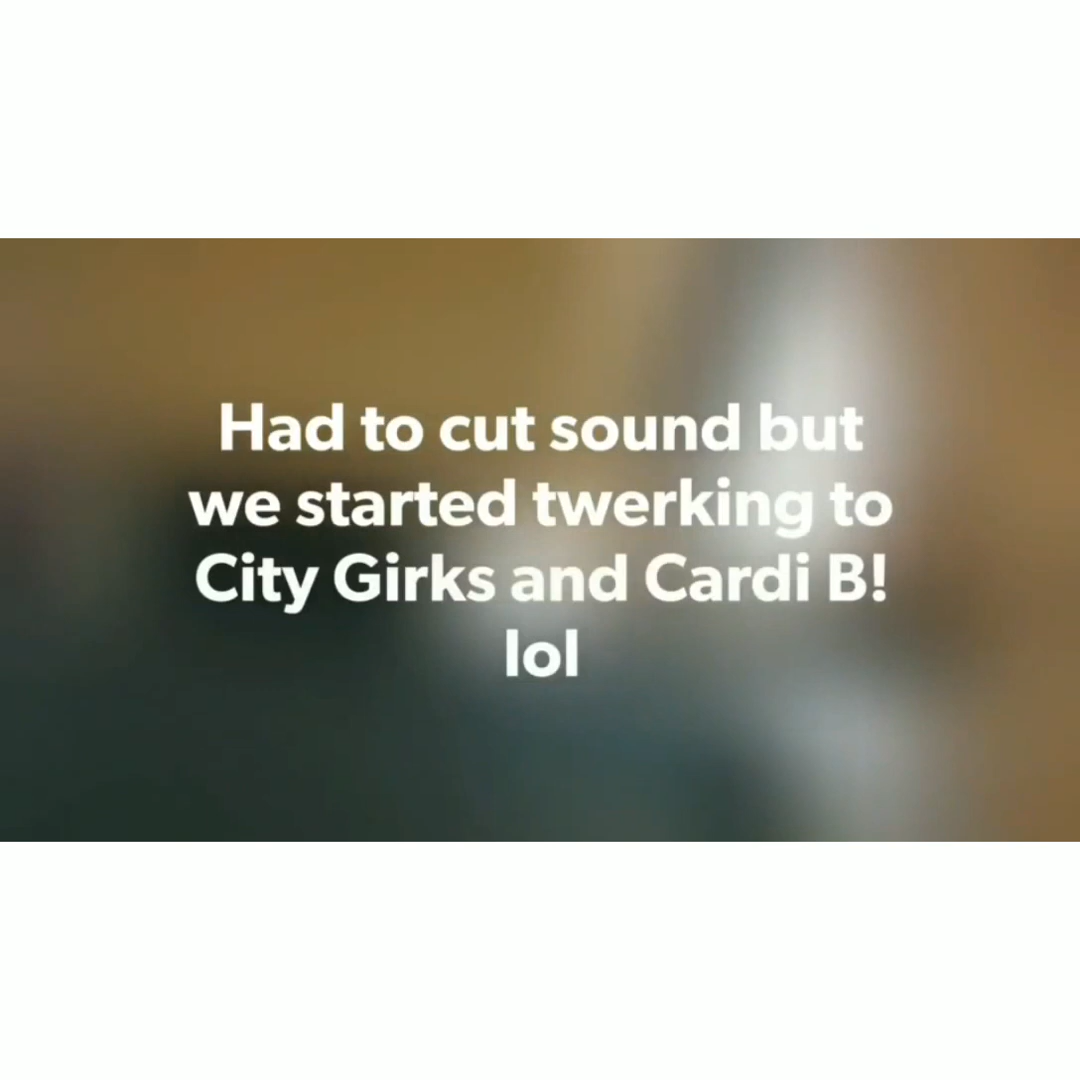 Had to cut sound but
we started twerking to
City Girks and Cardi B!
lol